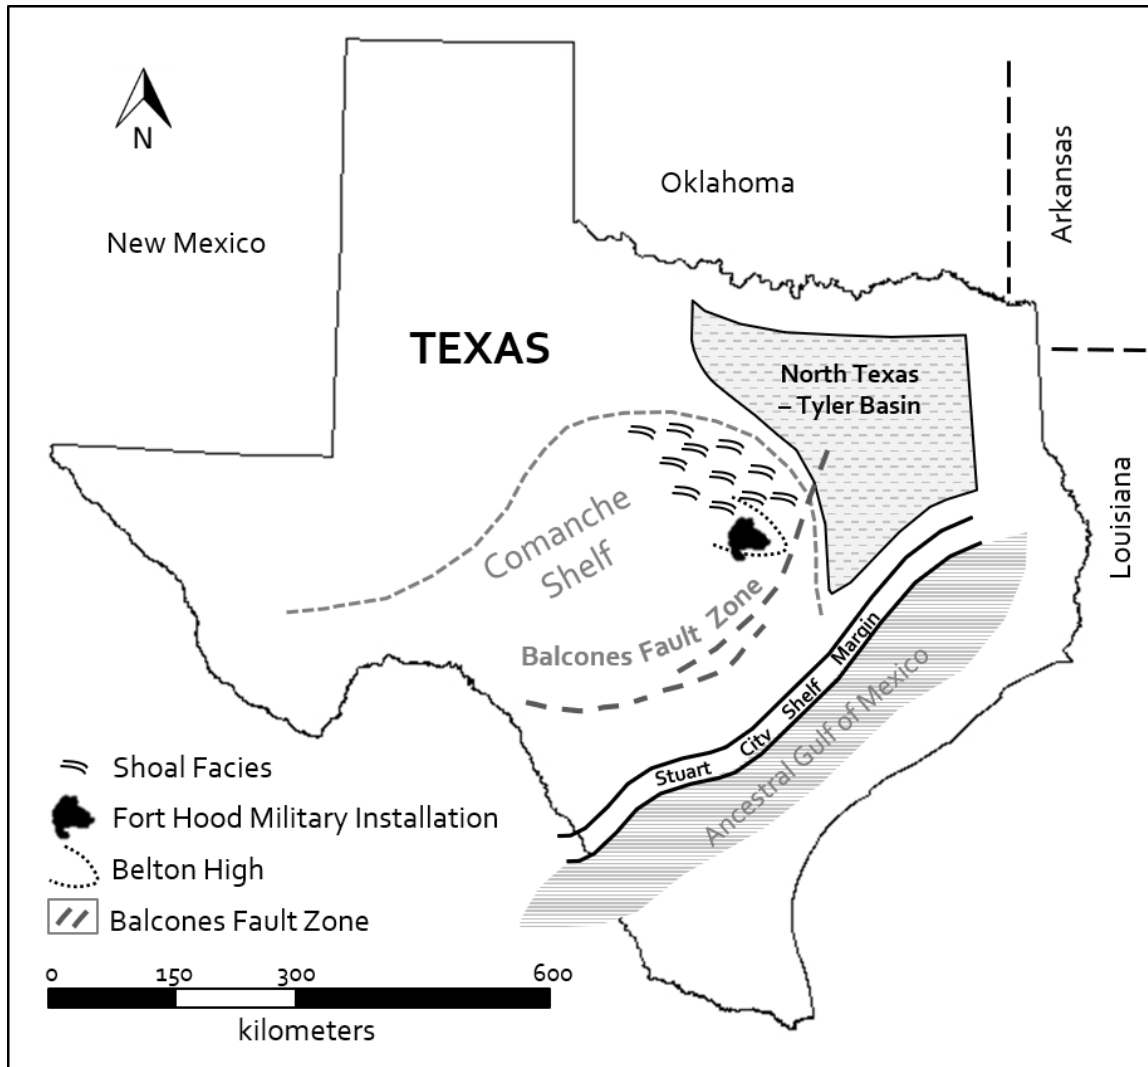 N
New Mexico
Oklahoma
Arkansas
TEXAS
North Texas
– Tyler Basin
Louisiana
Comanche
Shelf
Balcones Fault Zone
Stuart City Shelf Margin
Ancestral Gulf of Mexico
Shoal Facies
Fort Hood Military Installation
Belton High
Balcones Fault Zone
0 150 300 600
kilometers